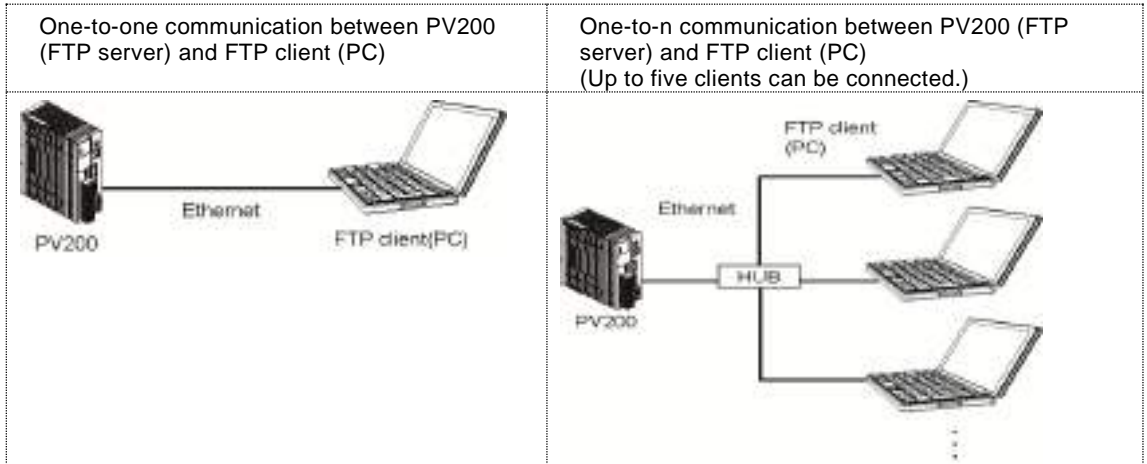 One-to-one communication between PV200
(FTP server) and FTP client (PC)
One-to-n communication between PV200 (FTP
server) and FTP client (PC)
(Up to five clients can be connected.)
Ethernet
PV200
FTP client(PC)
FTP client
(PC)
Ethernet
HUB
PV200